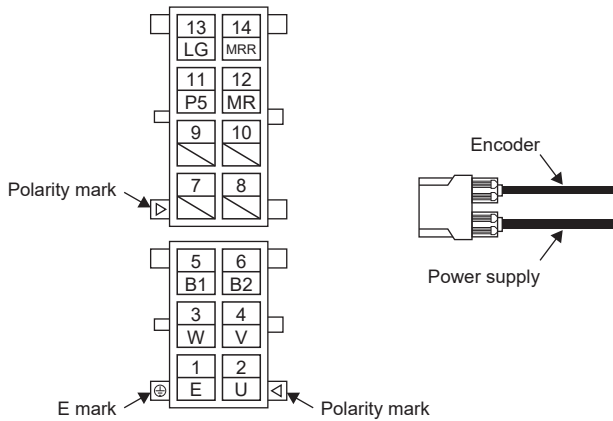 13 14
LG MRR
11 12
P5 MR
9 10
7 8
Polarity mark
5 6
B1 B2
3 4
W V
1 2
E U
E mark
Polarity mark
Encoder
Power supply